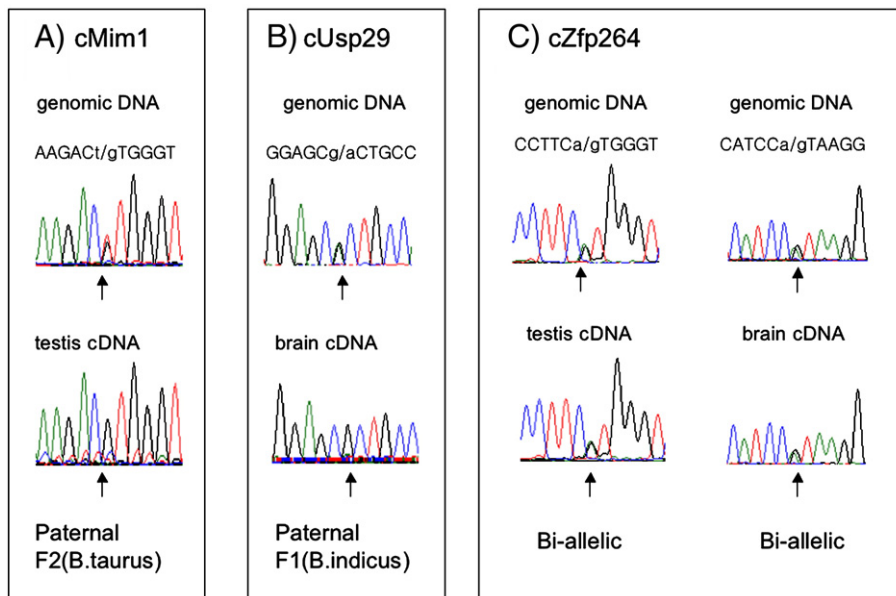 A) cMim1
genomic DNA
AAGACt/gTGGGT
testis cDNA
Paternal
F2(B.taurus)
B) cUsp29
genomic DNA
GGAGCg/aCTGCC
brain cDNA
Paternal
F1(B.indicus)
C) cZfp264
genomic DNA
CCTTCa/gTGGGT
testis cDNA
Bi-allelic
genomic DNA
CATCCa/gTAAGG
brain cDNA
Bi-allelic